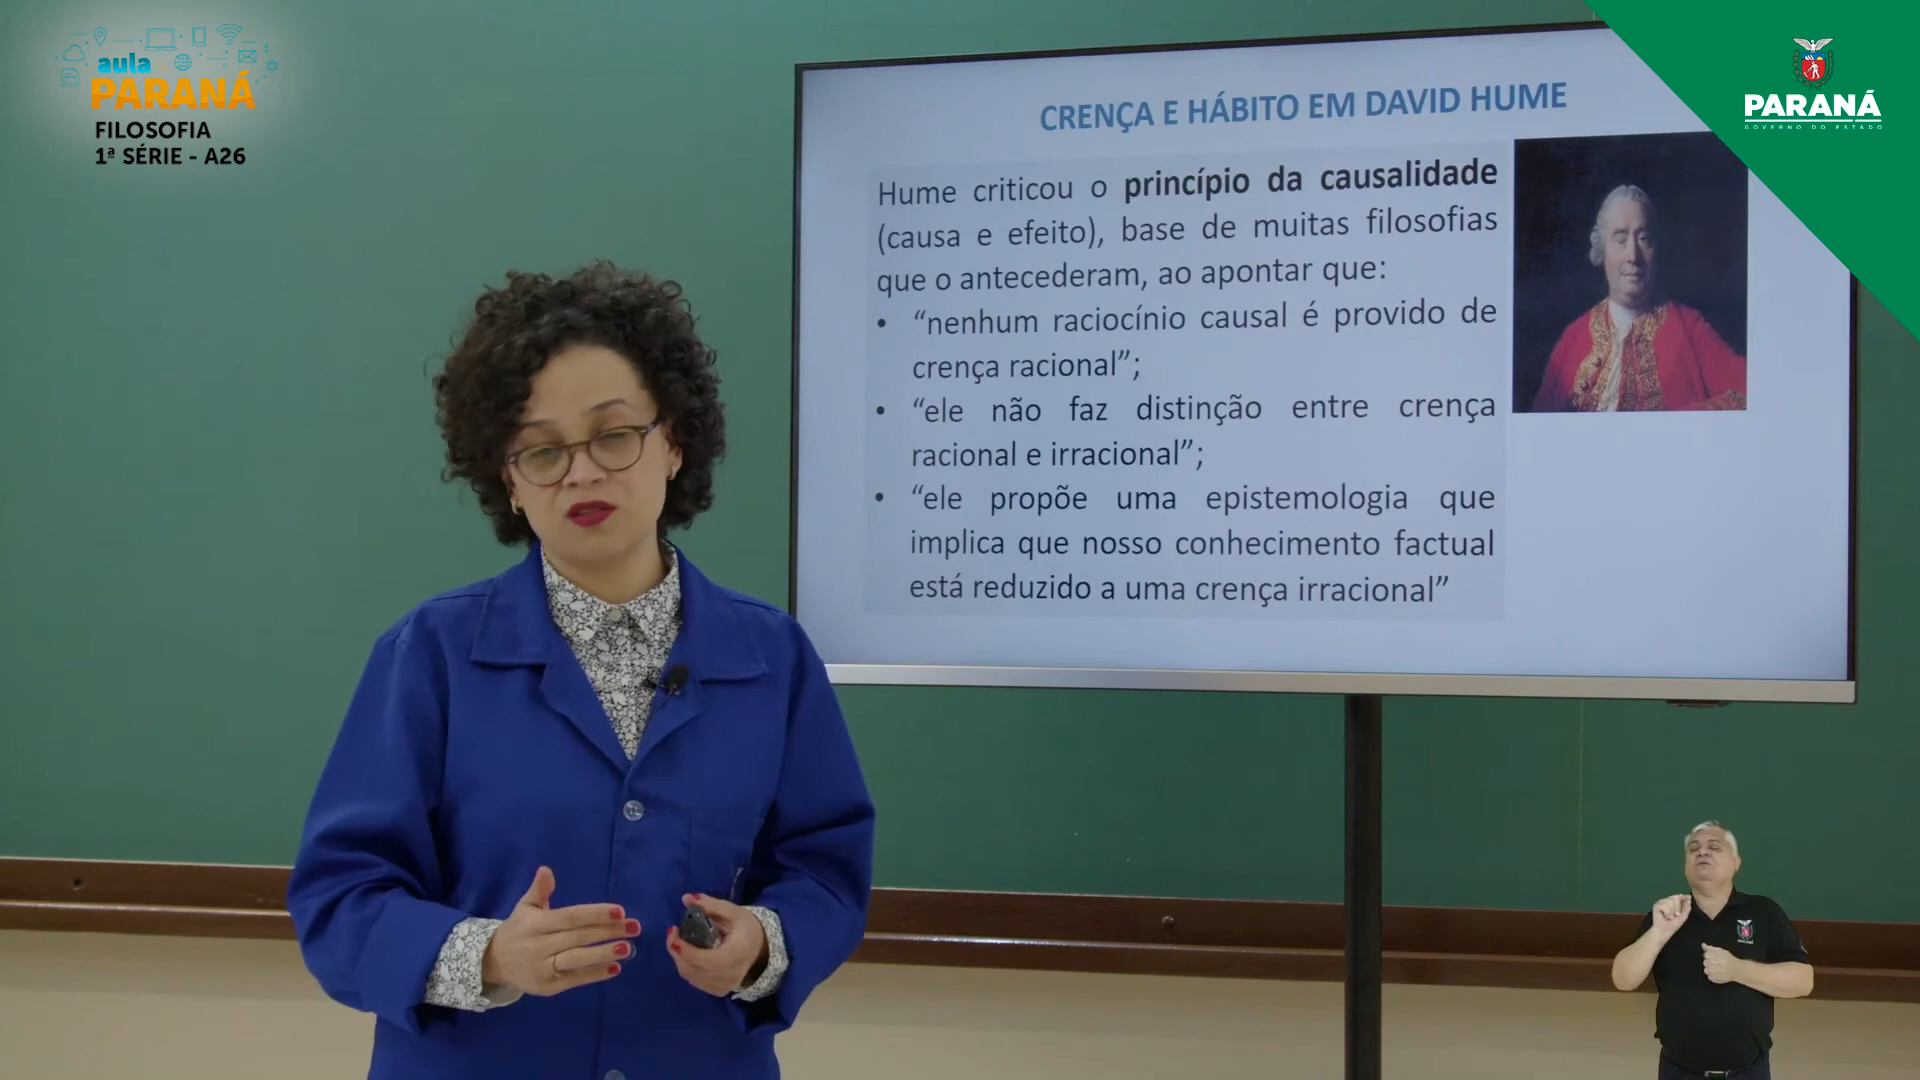 aula
PARANÁ
FILOSOFIA
1ª SÉRIE - A26
CRENÇA E HÁBITO EM DAVID HUME
Hume criticou o princípio da causalidade
(causa e efeito), base de muitas filosofias
que o antecederam, ao apontar que:
• “nenhum raciocínio causal é provido de
crença racional”;
• “ele não faz distinção entre crença
racional e irracional”;
• “ele propõe uma epistemologia que
implica que nosso conhecimento factual
está reduzido a uma crença irracional”
PARANÁ
GOVERNO DO ESTADO